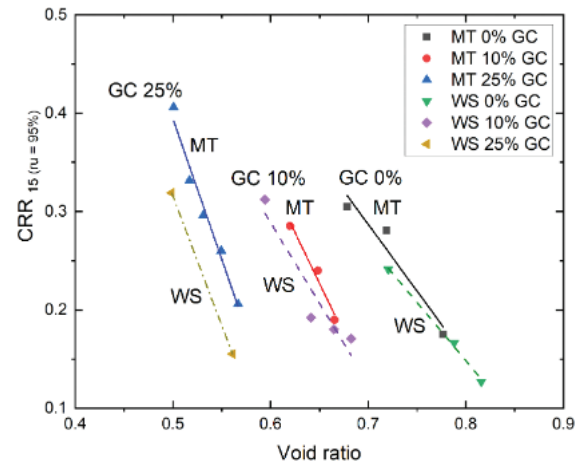 MT 0% GC
MT 10% GC
MT 25% GC
WS 0% GC
WS 10% GC
WS 25% GC
GC 25%
MT
WS
GC 10%
MT
WS
GC 0%
MT
WS
0.5
0.4
0.3
0.2
0.1
0.4 0.5 0.6 0.7 0.8 0.9
CRR 15 (ru = 95%)
Void ratio